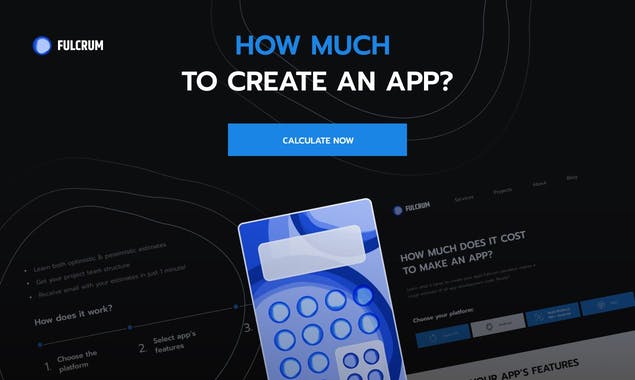 FULCRUM
HOW MUCH
TO CREATE AN APP?
CALCULATE NOW
FULCRUM
Services
Projects
About
Blog
HOW MUCH DOES IT COST
TO MAKE AN APP?
Learn both optimistic & pessimistic estimates
Get your project team structure
Receive email with your estimates in just 1 minute!
How does it work?
Choose your platform:
1. Choose the
platform
2. Select app's
features
3.
YOUR APP'S FEATURES